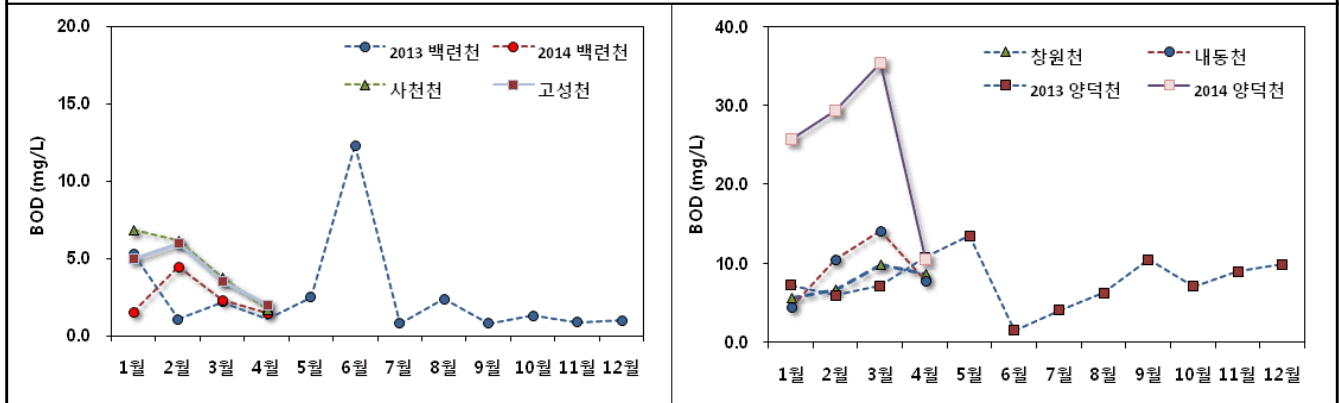 20.0
15.0
10.0
5.0
0.0
BOD (mg/L)
2013 백련천
2014 백련천
사천천
고성천
1월 2월 3월 4월 5월 6월 7월 8월 9월 10월 11월 12월
40.0
30.0
20.0
10.0
0.0
BOD (mg/L)
창원천
내동천
2013 양덕천
2014 양덕천
1월 2월 3월 4월 5월 6월 7월 8월 9월 10월 11월 12월